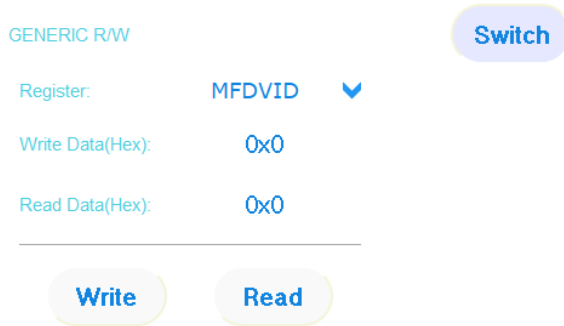 GENERIC R/W
Switch
Register: MFDVID
Write Data(Hex): 0x0
Read Data(Hex): 0x0
Write Read